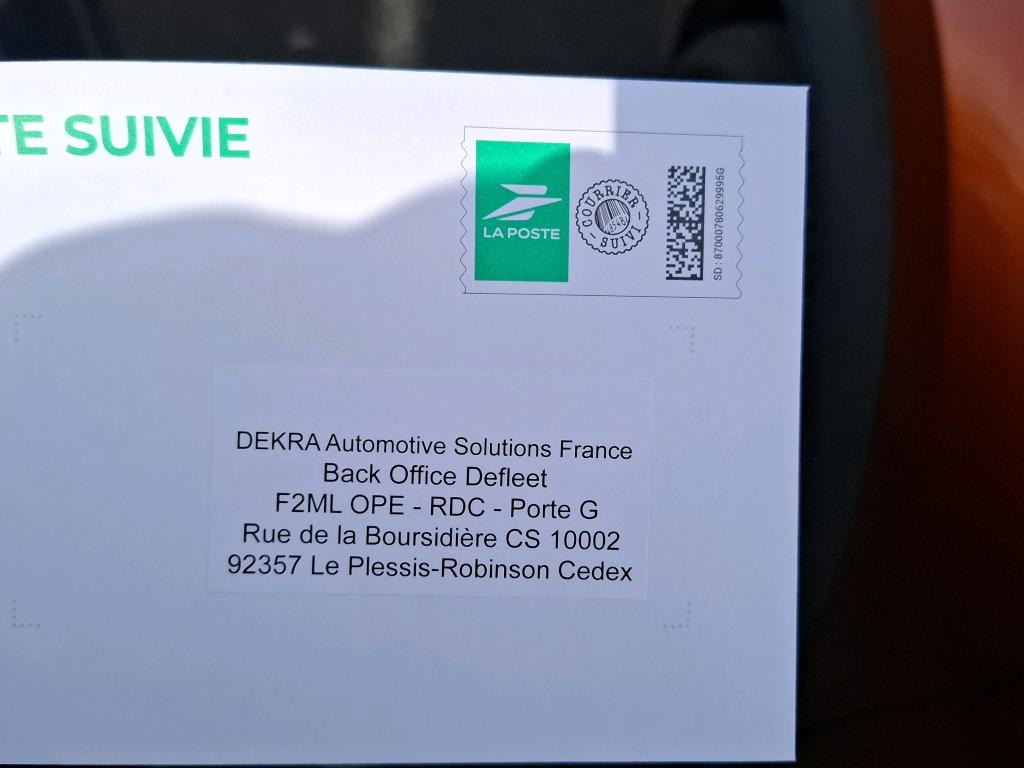 TE SUIVIE
LA POSTE
COURRIER
SUIVI
SD : 87000780629995G
DEKRA Automotive Solutions France
Back Office Defleet
F2ML OPE - RDC - Porte G
Rue de la Boursidière CS 10002
92357 Le Plessis-Robinson Cedex